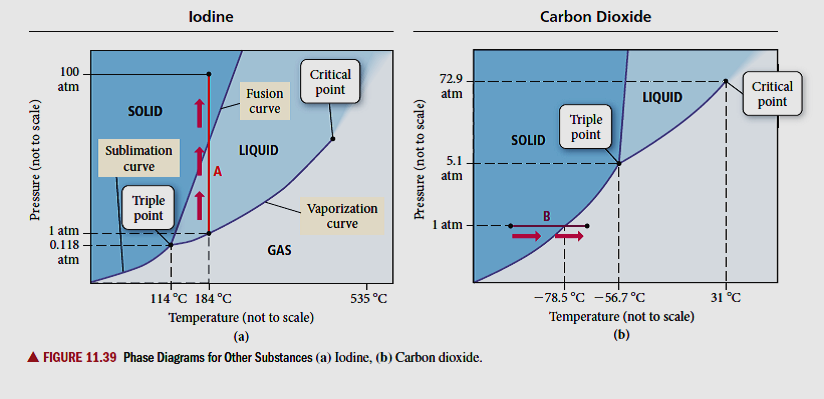 Iodine
100
atm
SOLID
Fusion
curve
Critical
point
Sublimation
curve
LIQUID
A
Triple
point
Vaporization
curve
1 atm
0.118
atm
GAS
114 °C 184 °C 535 °C
Pressure (not to scale)
Temperature (not to scale)
(a)
Carbon Dioxide
72.9
atm
LIQUID
Critical
point
Triple
point
SOLID
5.1
atm
B
1 atm
−78.5 °C −56.7 °C 31 °C
Pressure (not to scale)
Temperature (not to scale)
(b)
▲ FIGURE 11.39 Phase Diagrams for Other Substances (a) Iodine, (b) Carbon dioxide.